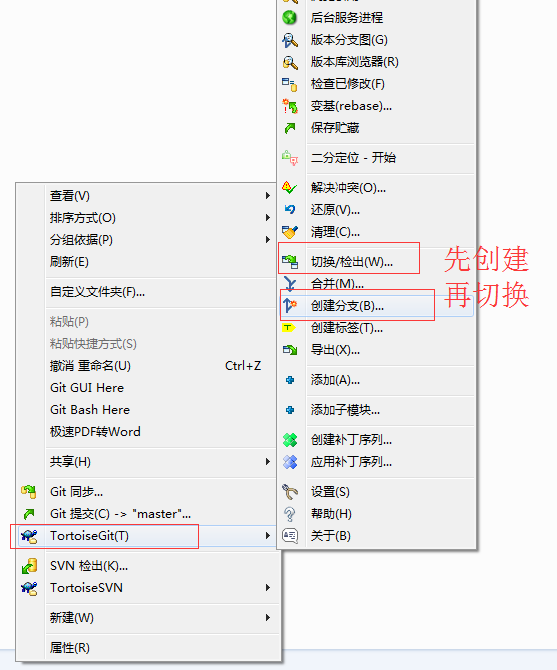 后台服务进程
版本分支图(G)
版本库浏览器(R)
检查已修改(F)
变基(rebase)...
保存贮藏
二分定位 - 开始
解决冲突(O)...
还原(V)...
清理(C)...
切换/检出(W)...
合并(M)...
创建分支(B)...
创建标签(T)...
导出(X)...
添加(A)...
添加子模块...
创建补丁序列...
应用补丁序列...
设置(S)
帮助(H)
关于(B)
先创建
再切换
查看(V)
排序方式(O)
分组依据(P)
刷新(E)
自定义文件夹(F)...
粘贴(P)
粘贴快捷方式(S)
撤消 重命名(U) Ctrl+Z
Git GUI Here
Git Bash Here
极速PDF转Word
共享(H)
Git 同步...
Git 提交(C) -> "master"...
TortoiseGit(T)
SVN 检出(K)...
TortoiseSVN
新建(W)
属性(R)